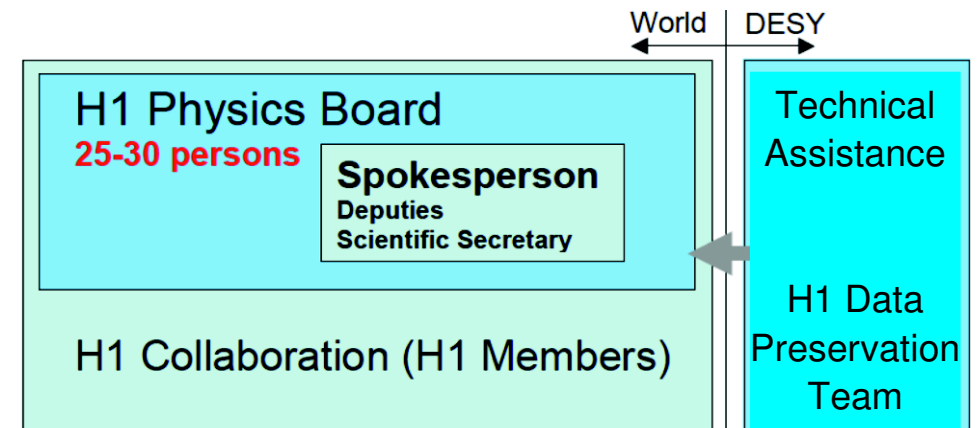 World DESY
H1 Physics Board
25-30 persons
Spokesperson
Deputies
Scientific Secretary
H1 Collaboration (H1 Members)
Technical
Assistance
H1 Data
Preservation
Team